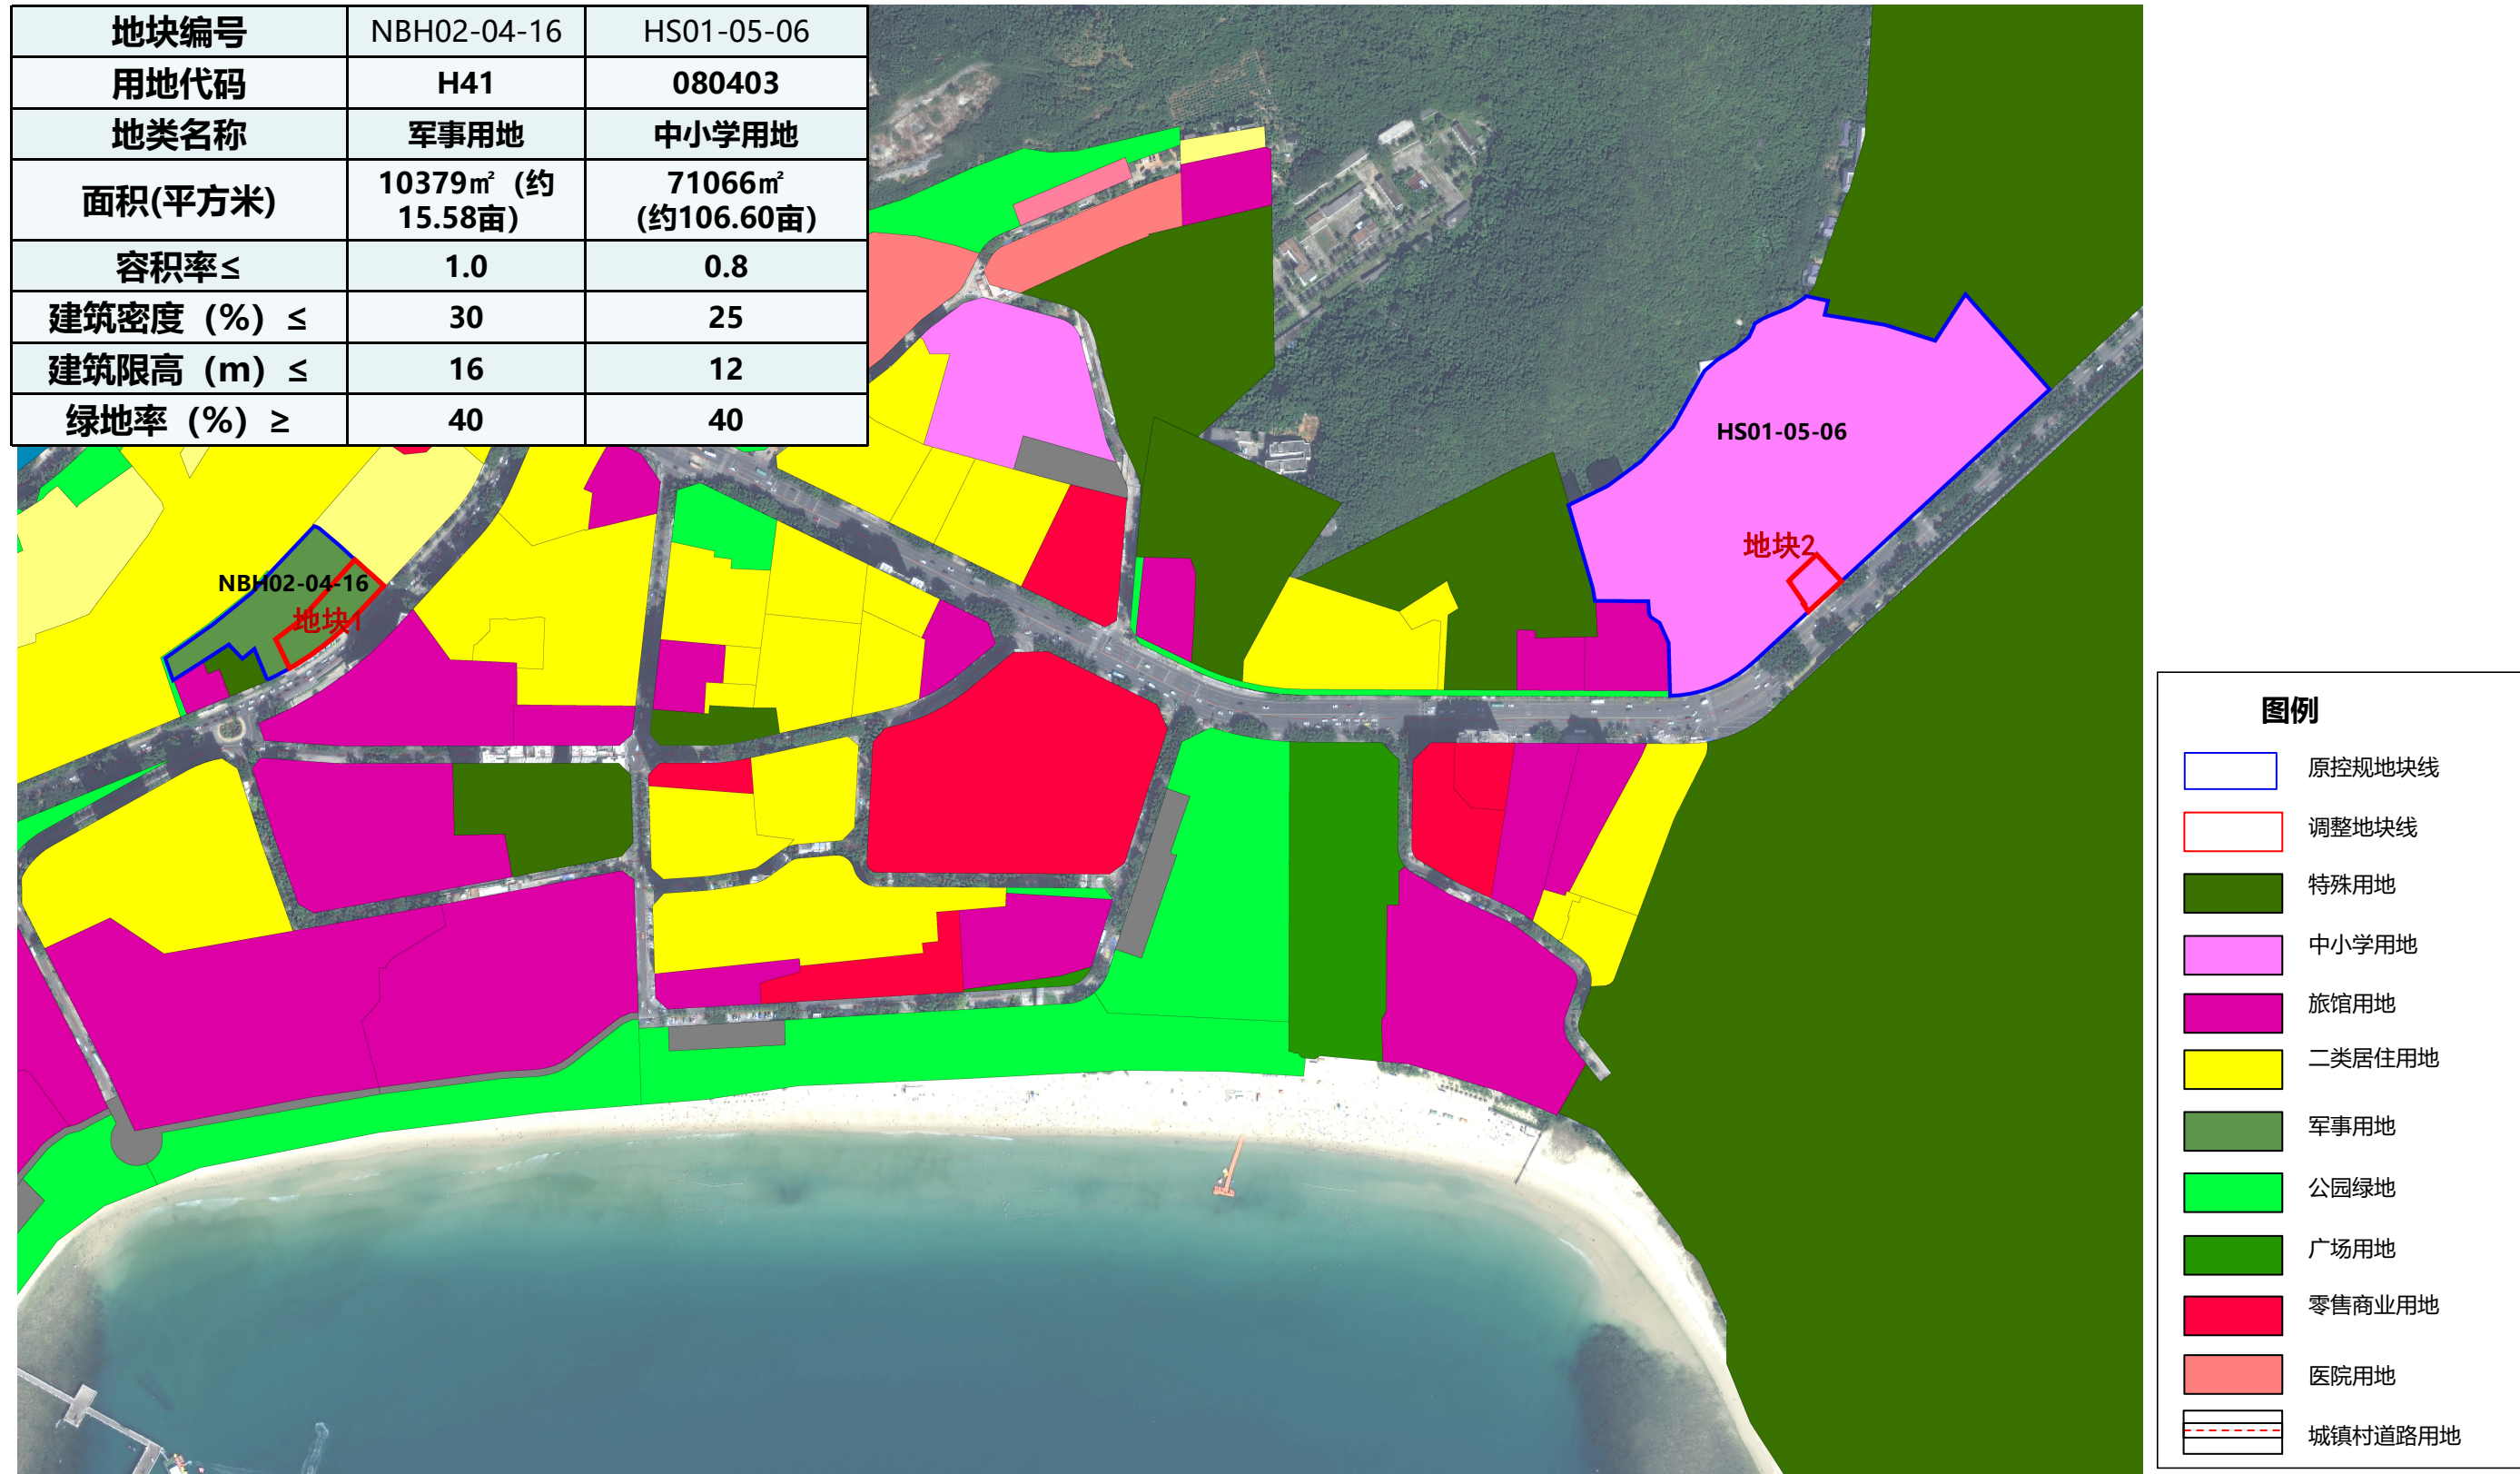 地块编号 NBH02-04-16 HS01-05-06
用地代码 H41 080403
地类名称 军事用地 中小学用地
面积(平方米) 10379㎡（约15.58亩） 71066㎡（约106.60亩）
容积率≤ 1.0 0.8
建筑密度（%）≤ 30 25
建筑限高（m）≤ 16 12
绿地率（%）≥ 40 40
HS01-05-06
地块2
NBH02-04-16
地块1
图例
原控规地块线
调整地块线
特殊用地
中小学用地
旅馆用地
二类居住用地
军事用地
公园绿地
广场用地
零售商业用地
医院用地
城镇村道路用地